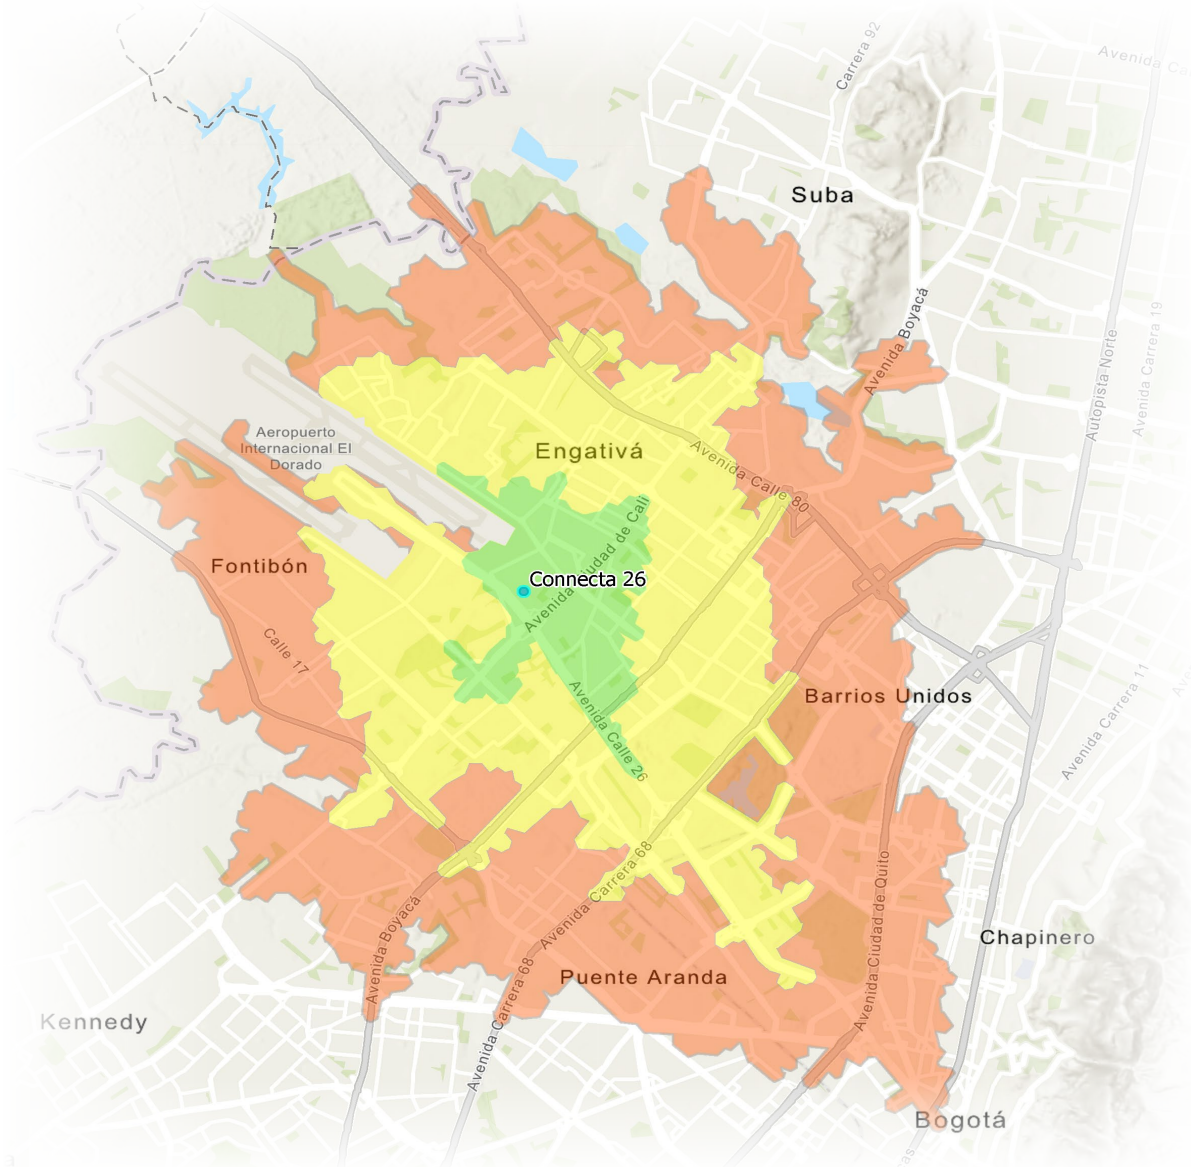 Carrera 92
Avenida Ca
Suba
Avenida Boyacá
Autopista Norte
Avenida Carrera 19
Aeropuerto
Internacional El
Dorado
Engativá
Avenida Calle 80
Avenida Ciudad de Cali
Fontibón
Connecta 26
Calle 17
Avenida Calle 26
Barrios Unidos
Avenida Carrera 11
Avenida Carrera 68
Avenida Ciudad de Quito
Avenida Boyacá
Chapinero
Puente Aranda
Kennedy
Avenida Carrera 68
Bogotá